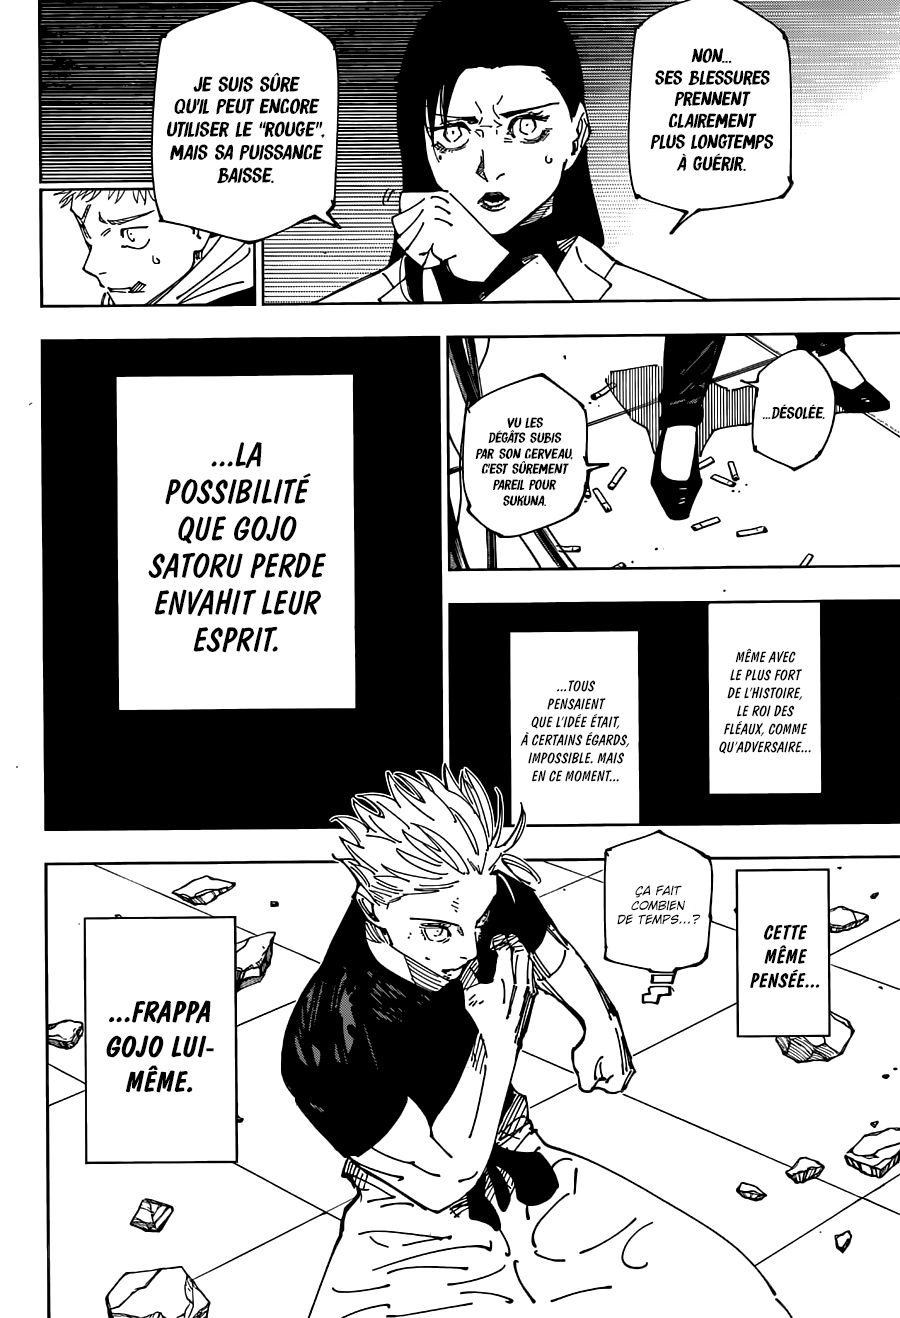 NON...
SES BLESSURES
PRENNENT
CLAIREMENT
PLUS LONGTEMPS
À GUÉRIR.
JE SUIS SÛRE
QU'IL PEUT ENCORE
UTILISER LE "ROUGE",
MAIS SA PUISSANCE
BAISSE.
...DÉSOLÉE.
VU LES
DÉGÂTS SUBIS
PAR SON CERVEAU,
C'EST SÛREMENT
PAREIL POUR
SUKUNA.
MÊME AVEC
LE PLUS FORT
DE L'HISTOIRE,
LE ROI DES
FLÉAUX, COMME
QU'ADVERSAIRE...
...TOUS
PENSAIENT
QUE L'IDÉE ÉTAIT,
À CERTAINS ÉGARDS,
IMPOSSIBLE. MAIS
EN CE MOMENT...
...LA
POSSIBILITÉ
QUE GOJO
SATORU PERDE
ENVAHIT LEUR
ESPRIT.
CETTE
MÊME
PENSÉE...
ÇA FAIT
COMBIEN
DE TEMPS...?
...FRAPPA
GOJO LUI-
MÊME.